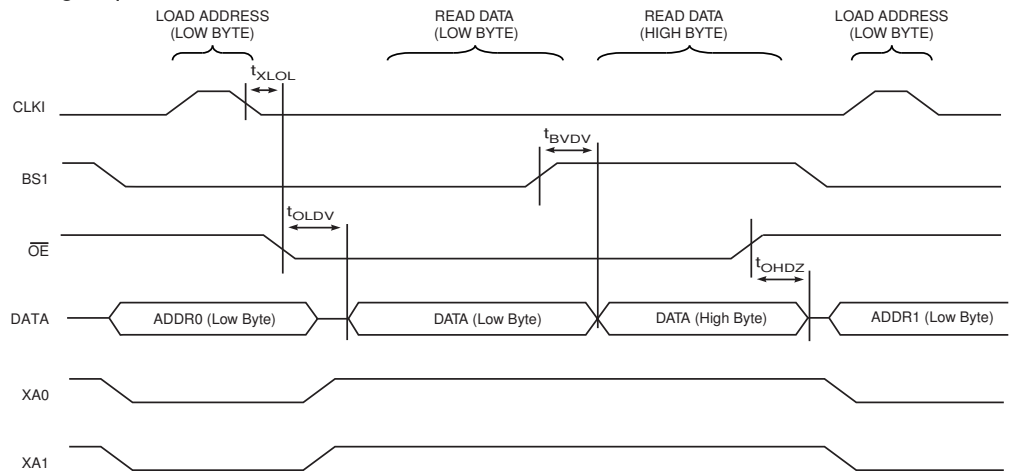 LOAD ADDRESS
(LOW BYTE)
READ DATA
(LOW BYTE)
READ DATA
(HIGH BYTE)
LOAD ADDRESS
(LOW BYTE)
tXLOL
CLKI
tBVDV
BS1
tOLDV
OE
tOHDZ
DATA
ADDR0 (Low Byte)
DATA (Low Byte)
DATA (High Byte)
ADDR1 (Low Byte)
XA0
XA1